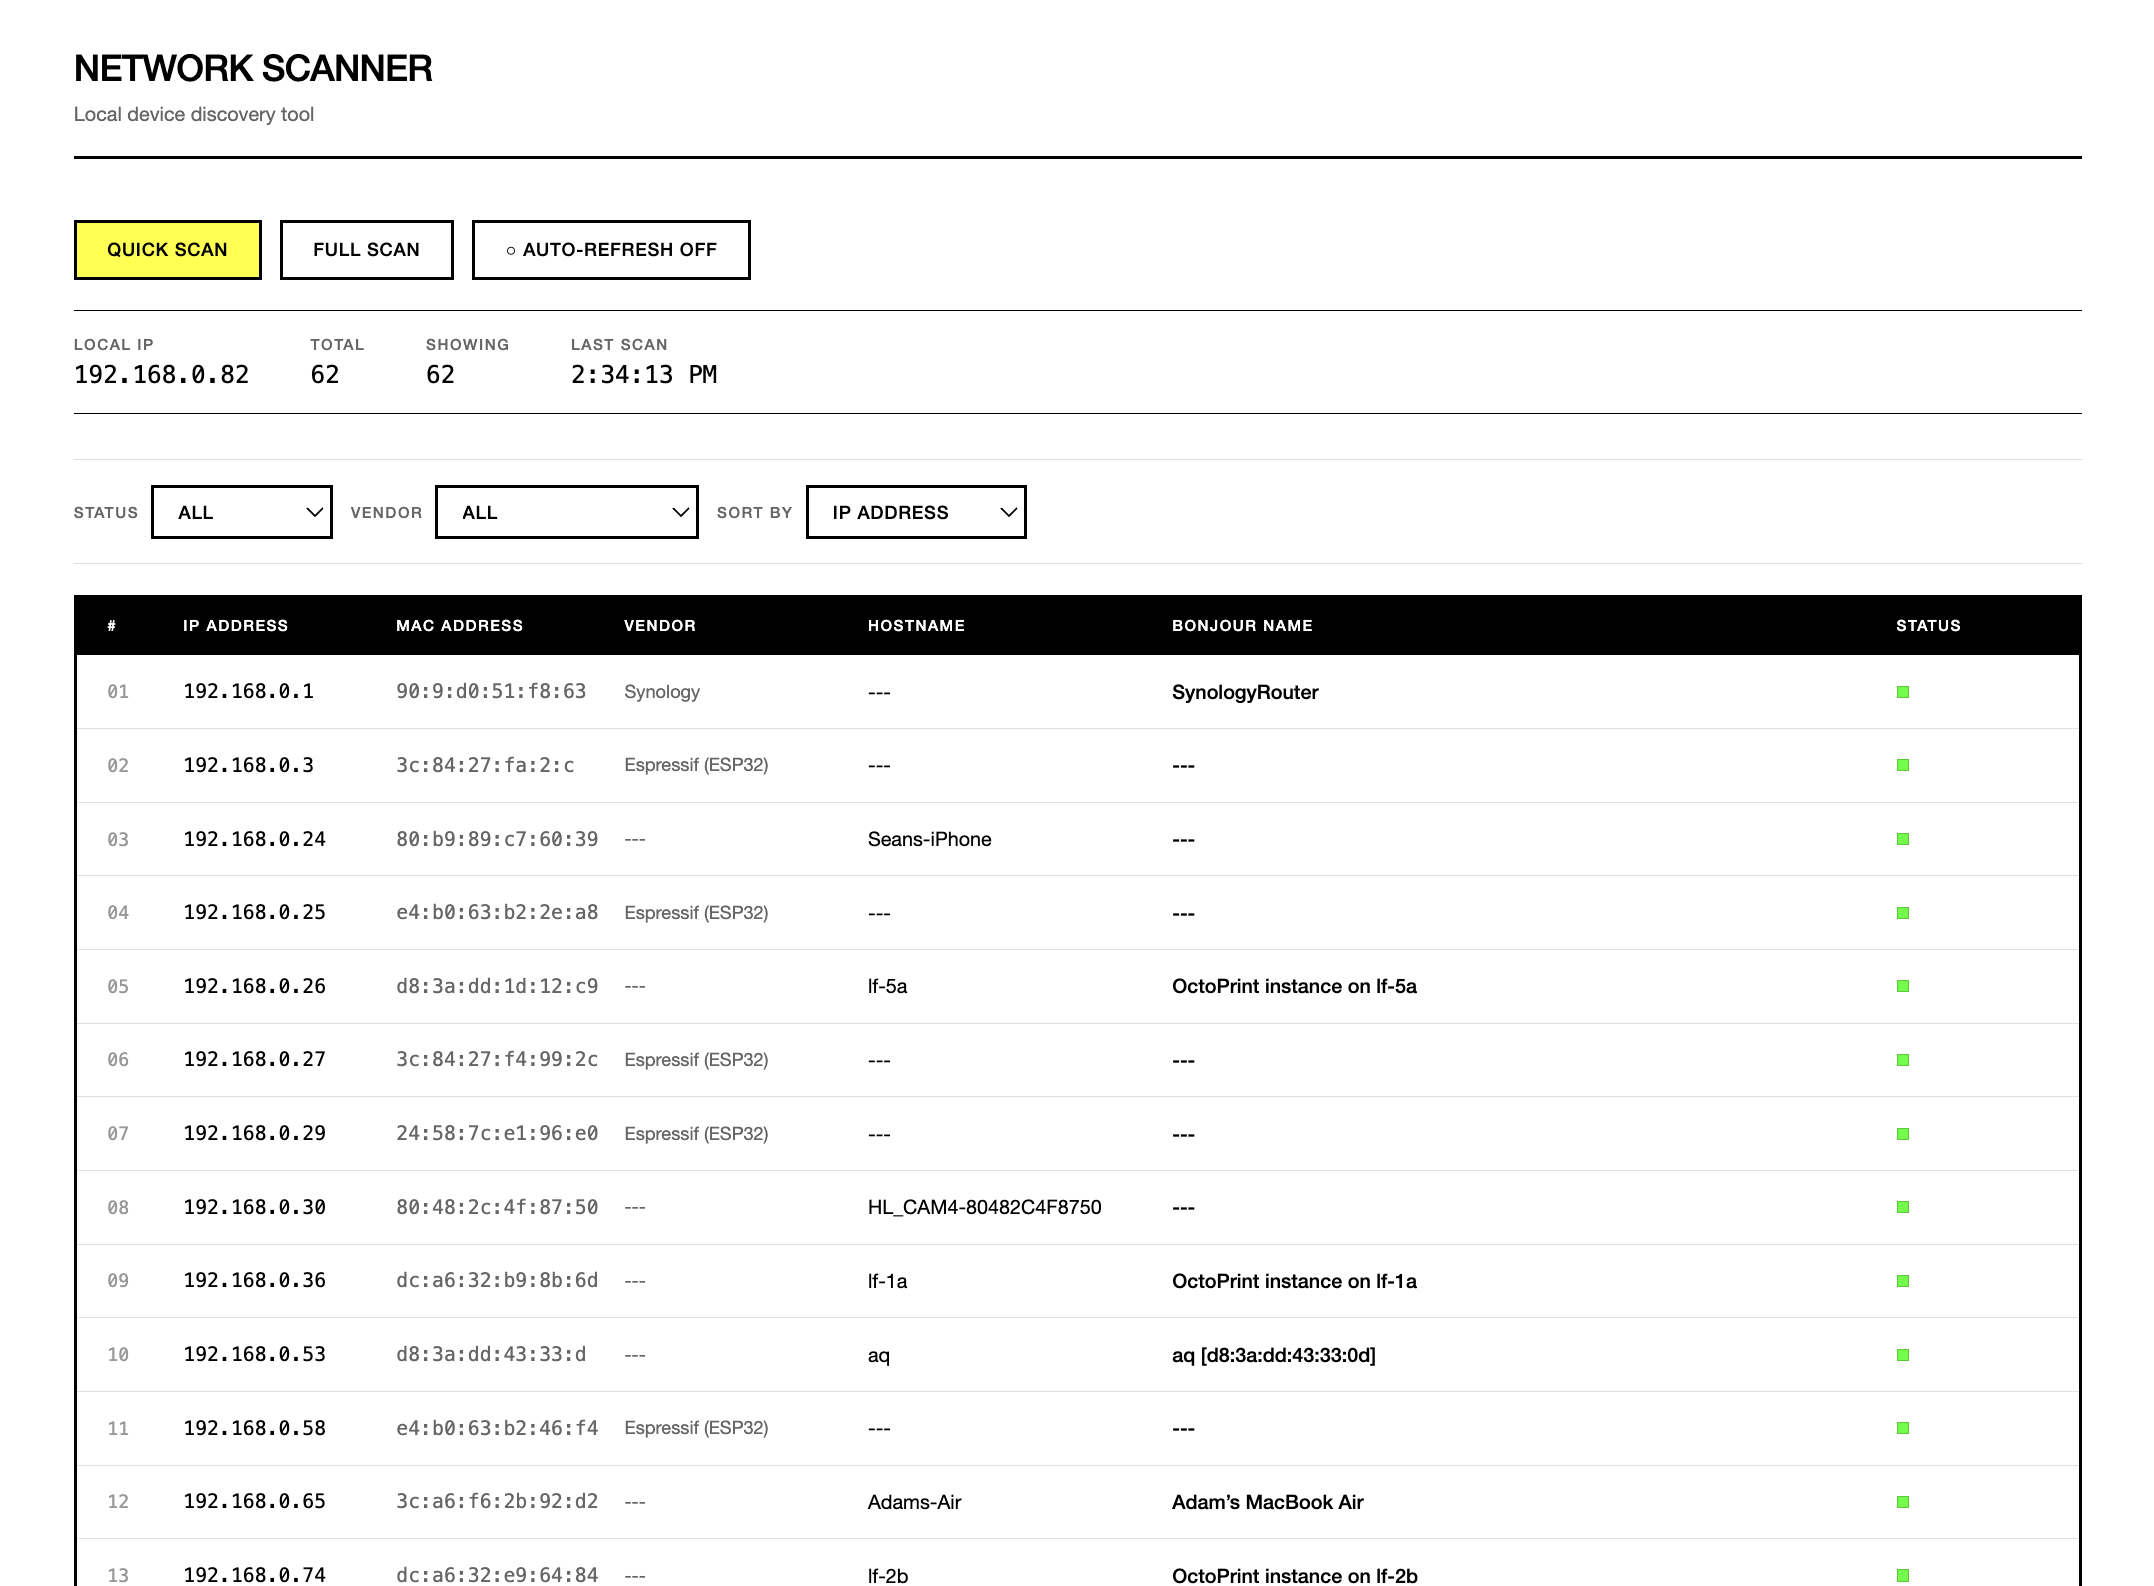 NETWORK SCANNER
Local device discovery tool
QUICK SCAN FULL SCAN ○ AUTO-REFRESH OFF
LOCAL IP TOTAL SHOWING LAST SCAN
192.168.0.82 62 62 2:34:13 PM
STATUS ALL VENDOR ALL SORT BY IP ADDRESS
# IP ADDRESS MAC ADDRESS VENDOR HOSTNAME BONJOUR NAME STATUS
01 192.168.0.1 90:9:d0:51:f8:63 Synology --- SynologyRouter
02 192.168.0.3 3c:84:27:fa:2:c Espressif (ESP32) --- ---
03 192.168.0.24 80:b9:89:c7:60:39 --- Seans-iPhone ---
04 192.168.0.25 e4:b0:63:b2:2e:a8 Espressif (ESP32) --- ---
05 192.168.0.26 d8:3a:dd:1d:12:c9 --- lf-5a OctoPrint instance on lf-5a
06 192.168.0.27 3c:84:27:f4:99:2c Espressif (ESP32) --- ---
07 192.168.0.29 24:58:7c:e1:96:e0 Espressif (ESP32) --- ---
08 192.168.0.30 80:48:2c:4f:87:50 --- HL_CAM4-80482C4F8750 ---
09 192.168.0.36 dc:a6:32:b9:8b:6d --- lf-1a OctoPrint instance on lf-1a
10 192.168.0.53 d8:3a:dd:43:33:d --- aq aq [d8:3a:dd:43:33:0d]
11 192.168.0.58 e4:b0:63:b2:46:f4 Espressif (ESP32) --- ---
12 192.168.0.65 3c:a6:f6:2b:92:d2 --- Adams-Air Adam’s MacBook Air
13 192.168.0.74 dc:a6:32:e9:64:84 --- lf-2b OctoPrint instance on lf-2b